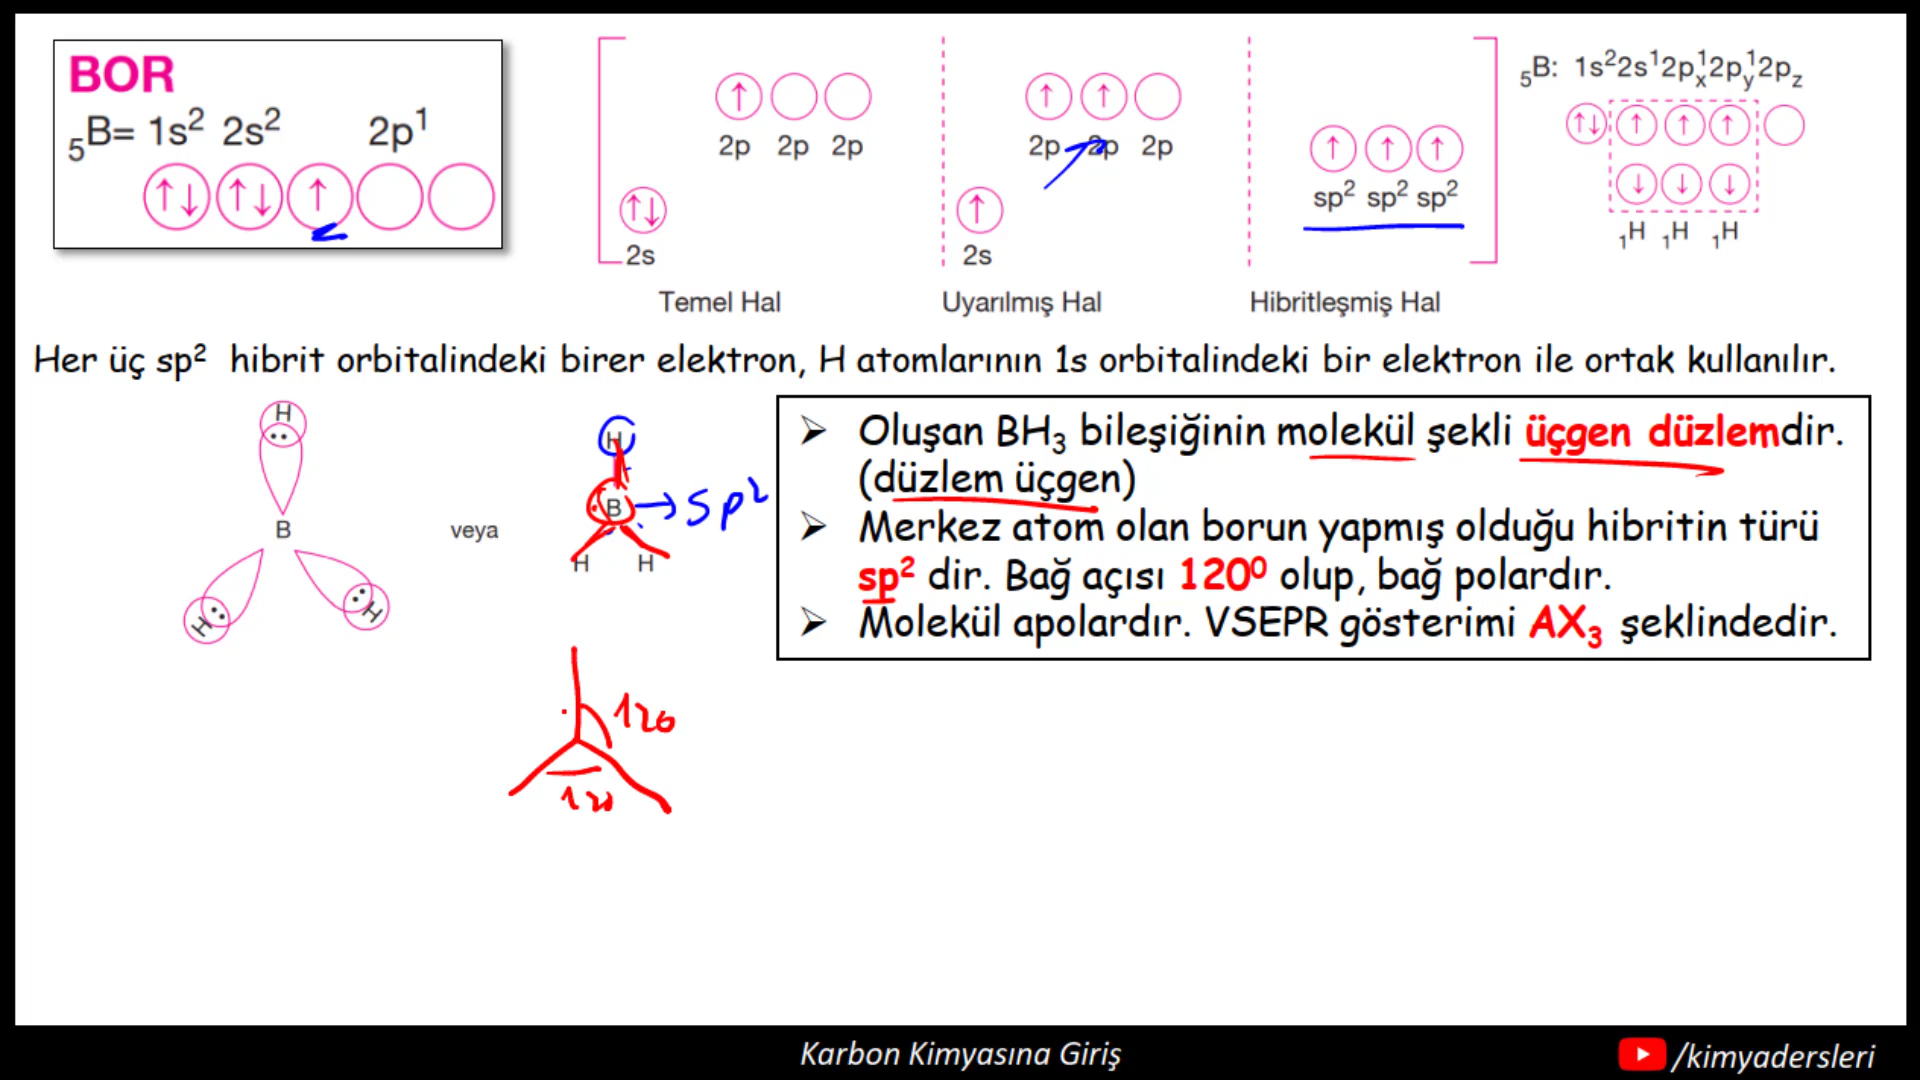 BOR
₅B= 1s² 2s² 2p¹
↑↓ ↑↓ ↑
↑
2p 2p 2p
↑↓
2s
Temel Hal
↑ ↑
2p 2p 2p
↑
2s
Uyarılmış Hal
↑ ↑ ↑
sp² sp² sp²
Hibritleşmiş Hal
₅B: 1s²2s¹2pₓ¹2pᵧ¹2p_z
↑↓ ↑ ↑ ↑
↓ ↓ ↓
₁H ₁H ₁H
Her üç sp² hibrit orbitalindeki birer elektron, H atomlarının 1s orbitalindeki bir elektron ile ortak kullanılır.
H
B
H H
veya
H
B → sp²
H H
120
120
➢ Oluşan BH₃ bileşiğinin molekül şekli üçgen düzlemdir.
(düzlem üçgen)
➢ Merkez atom olan borun yapmış olduğu hibritin türü
sp² dir. Bağ açısı 120⁰ olup, bağ polardır.
➢ Molekül apolardır. VSEPR gösterimi AX₃ şeklindedir.
Karbon Kimyasına Giriş
/kimyadersleri